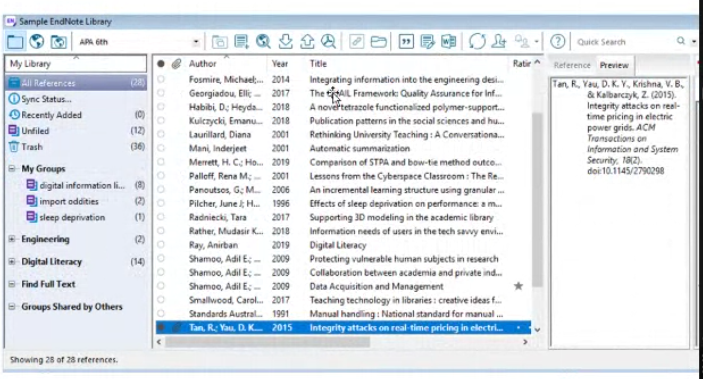 Sample EndNote Library
APA 6th
Quick Search
My Library
All References (28)
Sync Status...
Recently Added (0)
Unfiled (12)
Trash (36)
My Groups
digital information li... (8)
import oddities (2)
sleep deprivation (1)
Engineering (2)
Digital Literacy (14)
Find Full Text
Groups Shared by Others
Author Year Title Ratir
Fosmire, Michael;... 2014 Integrating information into the engineering desi...
Georgiadou, Elli; ... 2017 The Framework: Quality Assurance for Inf...
Habibi, D.; Heyda... 2018 A novel tetrazole functionalized polymer-support...
Kulczycki, Emanu... 2018 Publication patterns in the social sciences and hu...
Laurillard, Diana 2001 Rethinking University Teaching : A Conversationa...
Mani, Inderjeet 2001 Automatic summarization
Merrett, H. C.; Ho... 2019 Comparison of STPA and bow-tie method outco...
Palloff, Rena M.; ... 2001 Lessons from the Cyberspace Classroom : The Re...
Panoutsos, G.; M... 2006 An incremental learning structure using granular ...
Pilcher, June J; H... 1996 Effects of sleep deprivation on performance: a m...
Radniecki, Tara 2017 Supporting 3D modeling in the academic library
Rather, Mudasir K... 2018 Information needs of users in the tech savvy envi...
Ray, Anirban 2019 Digital Literacy
Shamoo, Adil E.; ... 2009 Protecting vulnerable human subjects in research
Shamoo, Adil E.; ... 2009 Collaboration between academia and private ind...
Shamoo, Adil E.; ... 2009 Data Acquisition and Management
Smallwood, Carol... 2017 Teaching technology in libraries : creative ideas f...
Standards Austral... 1991 Manual handling : National standard for manual ...
Tan, R.; Yau, D. K.... 2015 Integrity attacks on real-time pricing in electri...
Reference Preview
Tan, R., Yau, D. K. Y., Krishna, V. B.,
& Kalbarczyk, Z. (2015).
Integrity attacks on real-
time pricing in electric
power grids. ACM
Transactions on
Information and System
Security, 18(2).
doi:10.1145/2790298
Showing 28 of 28 references.